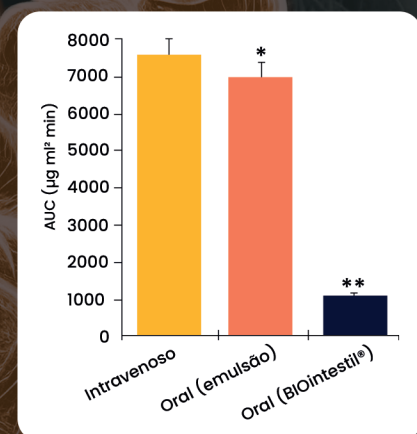 8000
7000
6000
5000
4000
3000
2000
1000
0
AUC (µg ml² min)
*
**
Intravenoso
Oral (emulsão)
Oral (BIOintestil®)